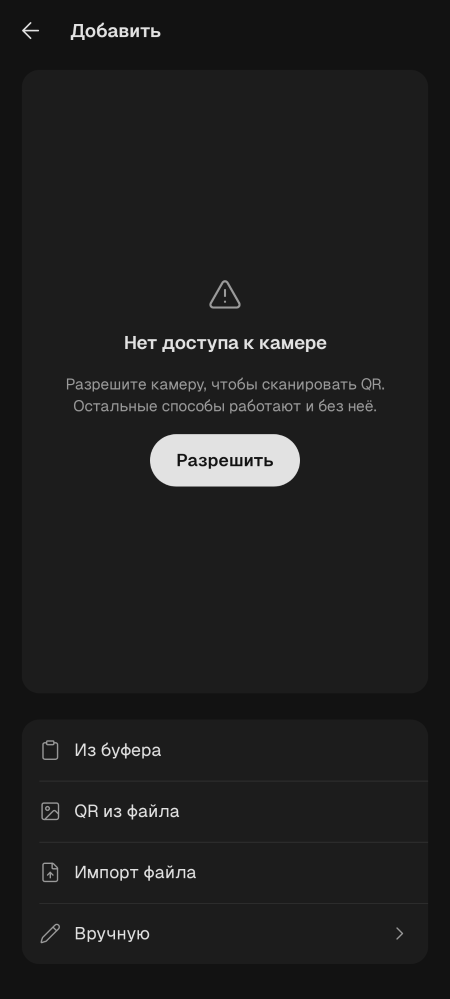 Добавить
Нет доступа к камере
Разрешите камеру, чтобы сканировать QR.
Остальные способы работают и без неё.
Разрешить
Из буфера
QR из файла
Импорт файла
Вручную